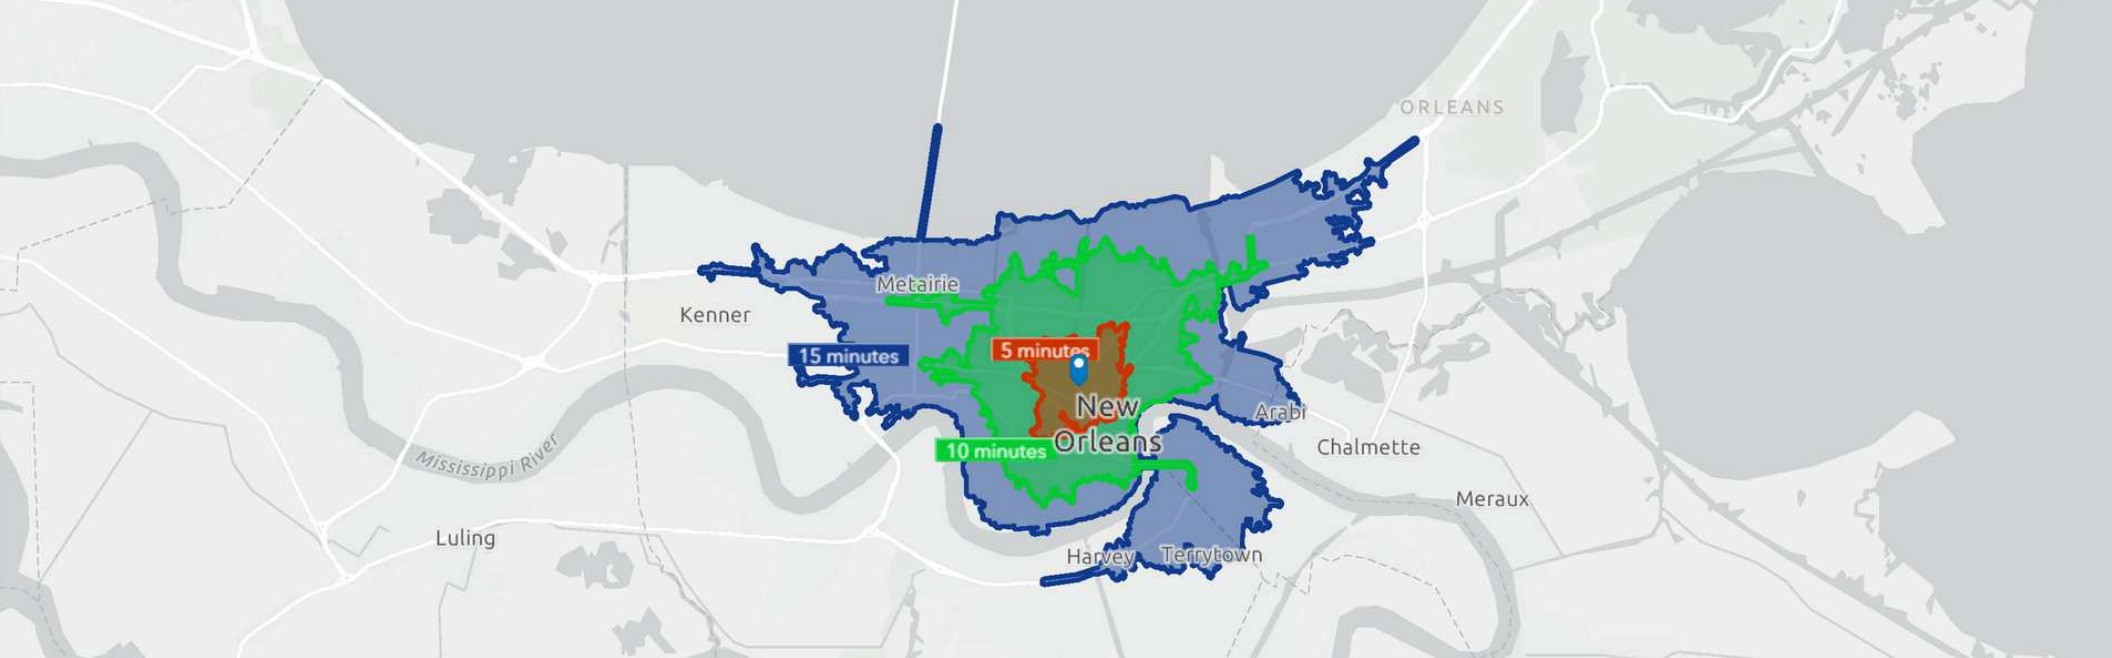 ORLEANS
Metairie
Kenner
15 minutes
5 minutes
New
Orleans
Arabi
Chalmette
10 minutes
Mississippi River
Meraux
Luling
Harvey
Terrytown